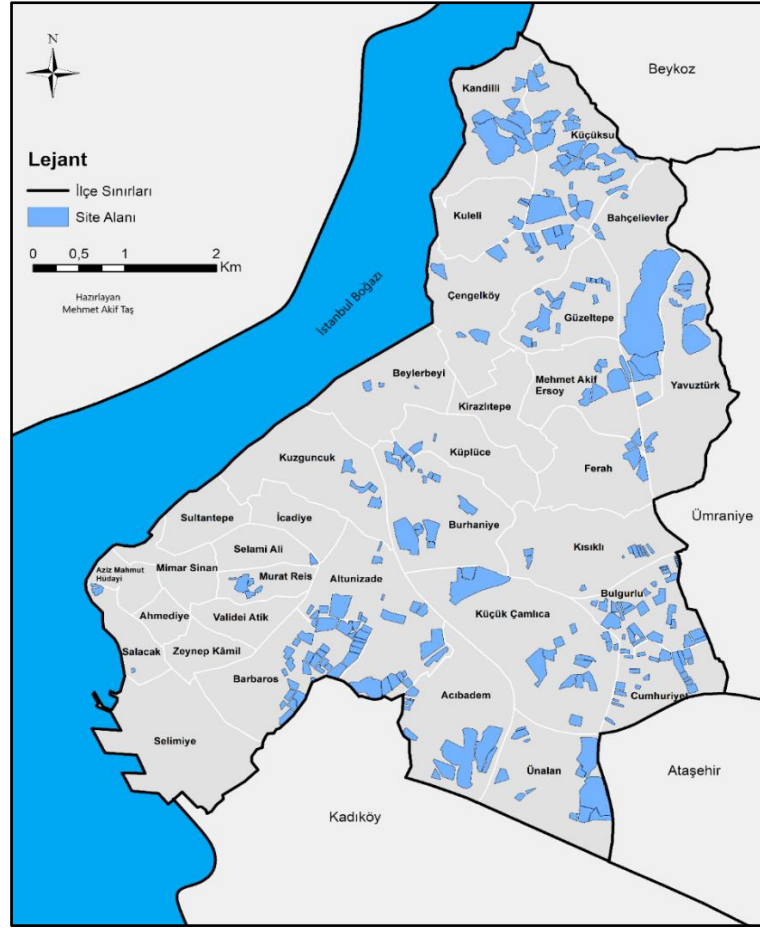 N
Lejant
İlçe Sınırları
Site Alanı
0 0,5 1 2
Km
Hazırlayan
Mehmet Akif Taş
İstanbul Boğazı
Beykoz
Kandilli
Küçüksu
Kuleli
Bahçelievler
Çengelköy
Güzeltepe
Beylerbeyi
Mehmet Akif
Ersoy
Yavuztürk
Kirazlıtepe
Kuzguncuk
Küplüce
Ferah
Ümraniye
Sultantepe
İcadiye
Burhaniye
Selami Ali
Kısıklı
Aziz Mahmut
Hüdayi
Mimar Sinan
Murat Reis
Altunizade
Bulgurlu
Ahmediye
Validei Atik
Küçük Çamlıca
Salacak
Zeynep Kâmil
Barbaros
Acıbadem
Cumhuriyet
Selimiye
Ünalan
Ataşehir
Kadıköy